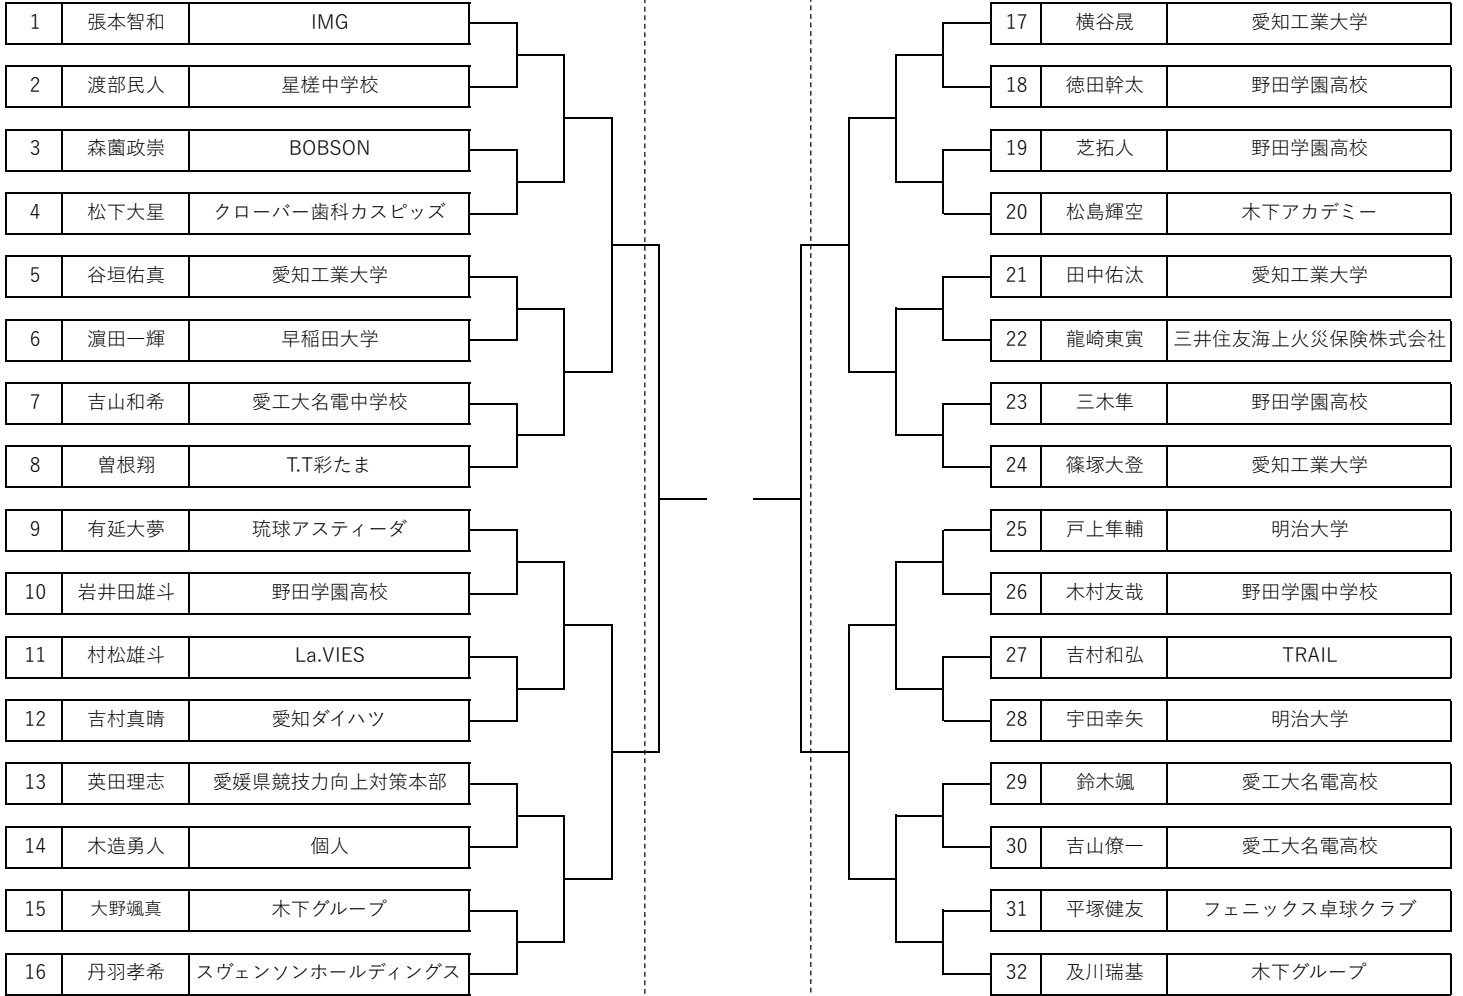 1 張本智和 IMG
2 渡部民人 星槎中学校
3 森薗政崇 BOBSON
4 松下大星 クローバー歯科カスピッズ
5 谷垣佑真 愛知工業大学
6 濵田一輝 早稲田大学
7 吉山和希 愛工大名電中学校
8 曽根翔 T.T彩たま
9 有延大夢 琉球アスティーダ
10 岩井田雄斗 野田学園高校
11 村松雄斗 La.VIES
12 吉村真晴 愛知ダイハツ
13 英田理志 愛媛県競技力向上対策本部
14 木造勇人 個人
15 大野颯真 木下グループ
16 丹羽孝希 スヴェンソンホールディングス
17 横谷晟 愛知工業大学
18 徳田幹太 野田学園高校
19 芝拓人 野田学園高校
20 松島輝空 木下アカデミー
21 田中佑汰 愛知工業大学
22 龍崎東寅 三井住友海上火災保険株式会社
23 三木隼 野田学園高校
24 篠塚大登 愛知工業大学
25 戸上隼輔 明治大学
26 木村友哉 野田学園中学校
27 吉村和弘 TRAIL
28 宇田幸矢 明治大学
29 鈴木颯 愛工大名電高校
30 吉山僚一 愛工大名電高校
31 平塚健友 フェニックス卓球クラブ
32 及川瑞基 木下グループ